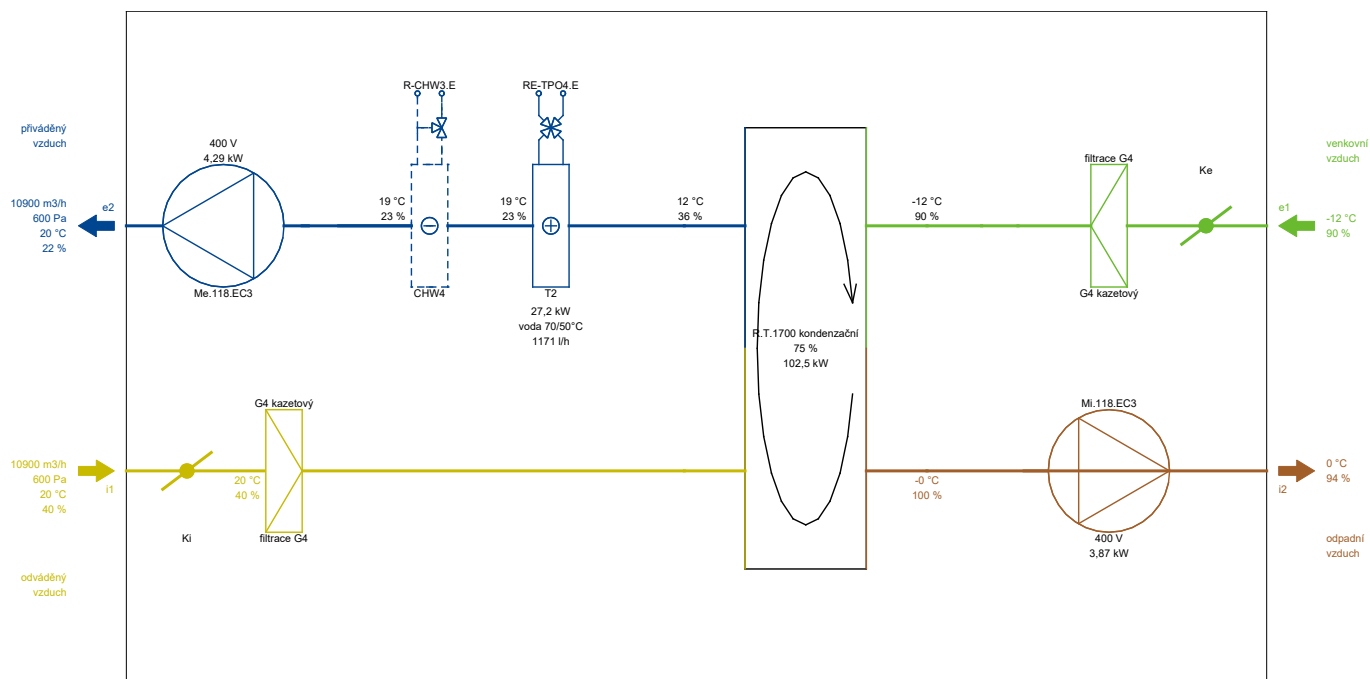 R-CHW3.E
RE-TPO4.E
přiváděný
vzduch
400 V
4,29 kW
10900 m3/h
600 Pa
20 °C
22 %
e2
Me.118.EC3
19 °C
23 %
CHW4
19 °C
23 %
T2
27,2 kW
voda 70/50°C
1171 l/h
12 °C
36 %
R.T.1700 kondenzační
75 %
102,5 kW
-12 °C
90 %
filtrace G4
G4 kazetový
Ke
venkovní
vzduch
e1
-12 °C
90 %
10900 m3/h
600 Pa
20 °C
40 %
i1
Ki
G4 kazetový
20 °C
40 %
filtrace G4
odváděný
vzduch
-0 °C
100 %
Mi.118.EC3
400 V
3,87 kW
i2
0 °C
94 %
odpadní
vzduch